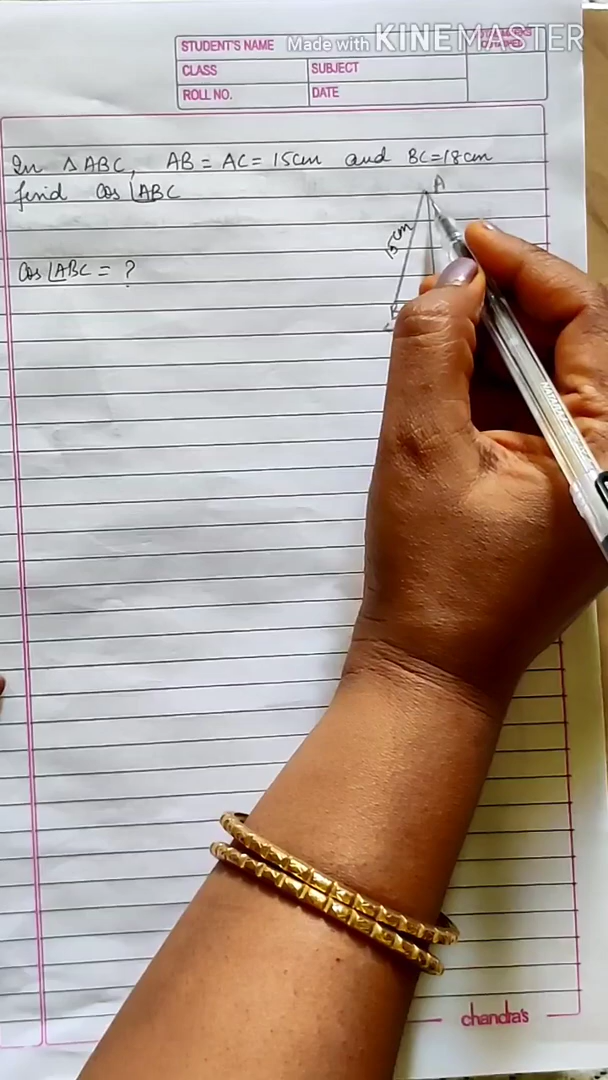 STUDENT'S NAME
Made with KINEMASTER
CLASS
SUBJECT
ROLL NO.
DATE
In Δ ABC, AB = AC = 15cm and BC=18cm
find cos ∠ABC
A
15cm
cos∠ABC = ?
chandra's